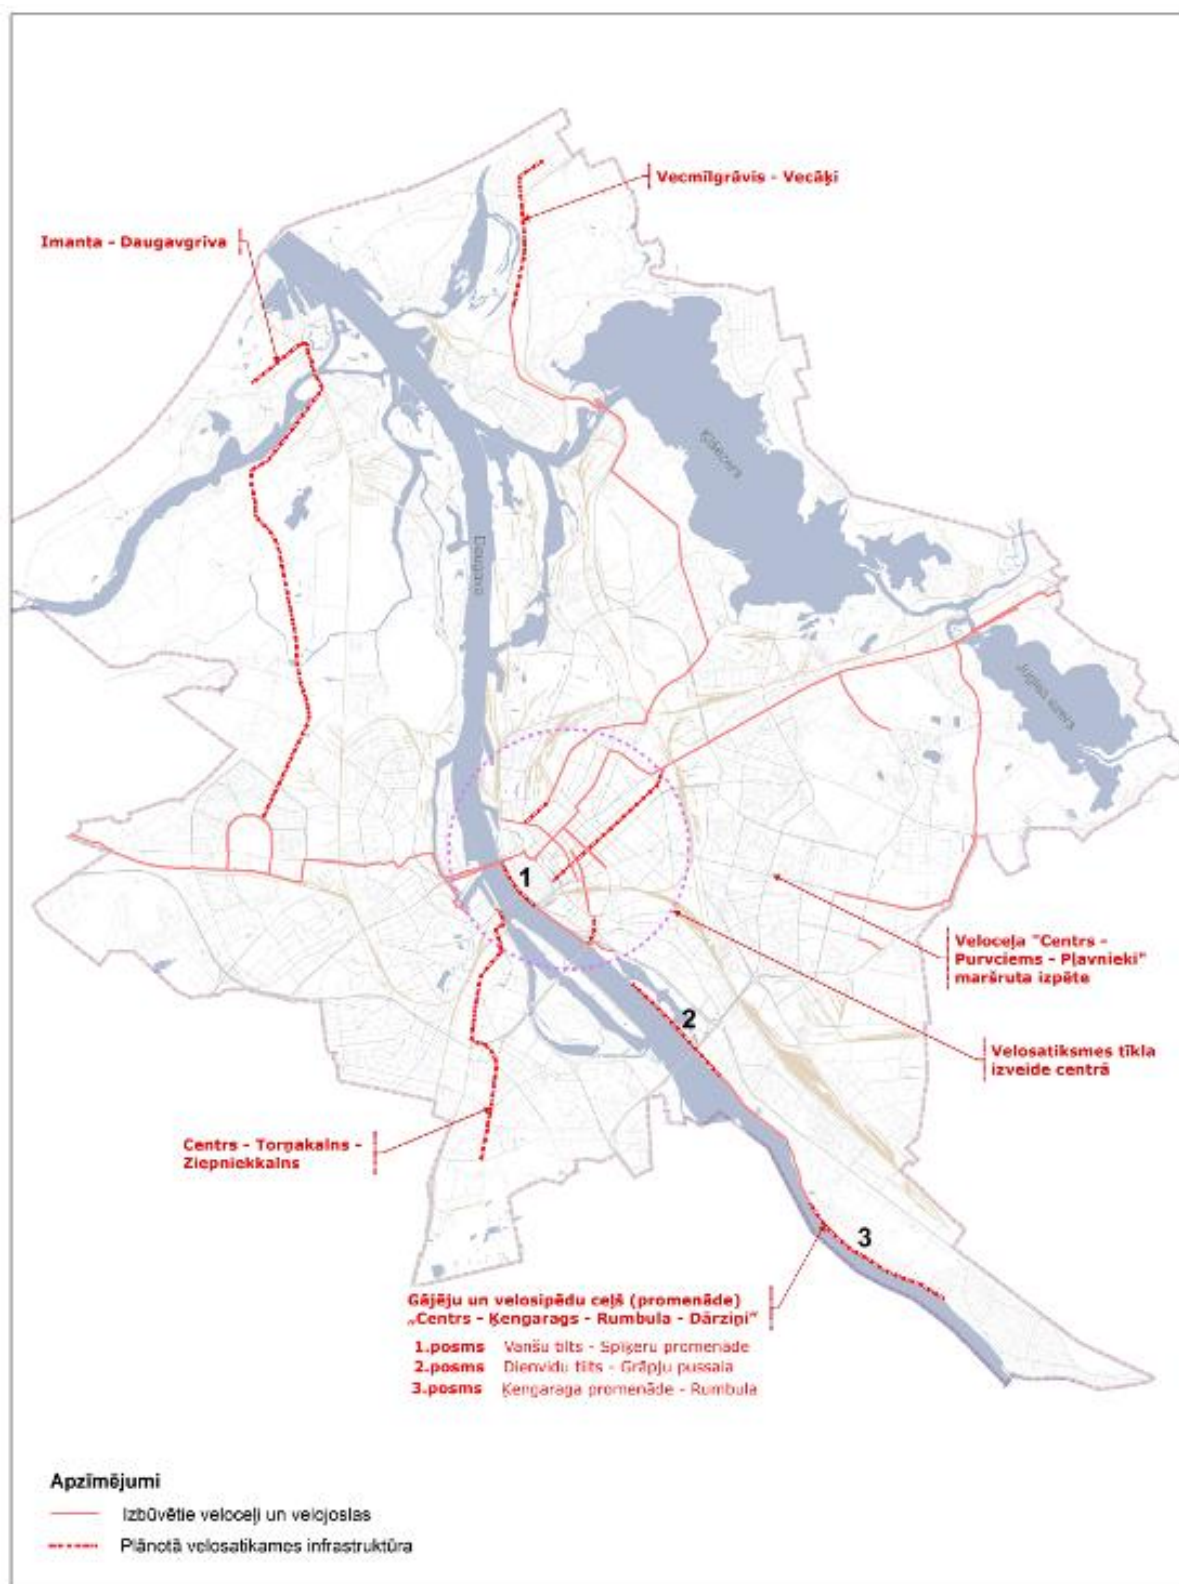 Vecmīlgrāvis - Vecāķi
Imanta - Daugavgrīva
Ķīšezers
Daugava
Juglas ezers
1
Veloceļa "Centrs -
Purvciems - Pļavnieki"
maršruta izpēte
2
Velosatiksmes tīkla
izveide centrā
Centrs - Torņakalns -
Ziepniekkalns
3
Gājēju un velosipēdu ceļš (promenāde)
„Centrs - Ķengarags - Rumbula - Dārziņi”
1.posms Vanšu tilts - Spīķeru promenāde
2.posms Dienvidu tilts - Grāpju pussala
3.posms Ķengaraga promenāde - Rumbula
Apzīmējumi
Izbūvētie veloceļi un velojoslas
Plānotā velosatikames infrastruktūra